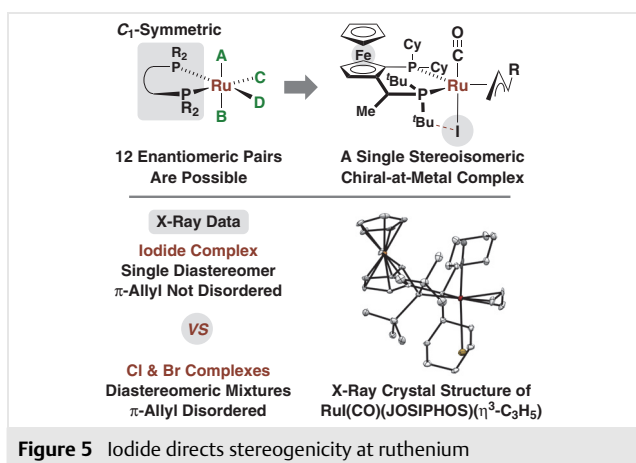 C1-Symmetric
R2
P
P
R2
A
Ru
C
D
B
Fe
Cy
P
Cy
O
C
Ru
R
tBu
P
Me
tBu
I
12 Enantiomeric Pairs
Are Possible
A Single Stereoisomeric
Chiral-at-Metal Complex
X-Ray Data
Iodide Complex
Single Diastereomer
π-Allyl Not Disordered
VS
Cl & Br Complexes
Diastereomeric Mixtures
π-Allyl Disordered
X-Ray Crystal Structure of
RuI(CO)(JOSIPHOS)(η3-C3H5)
Figure 5 Iodide directs stereogenicity at ruthenium